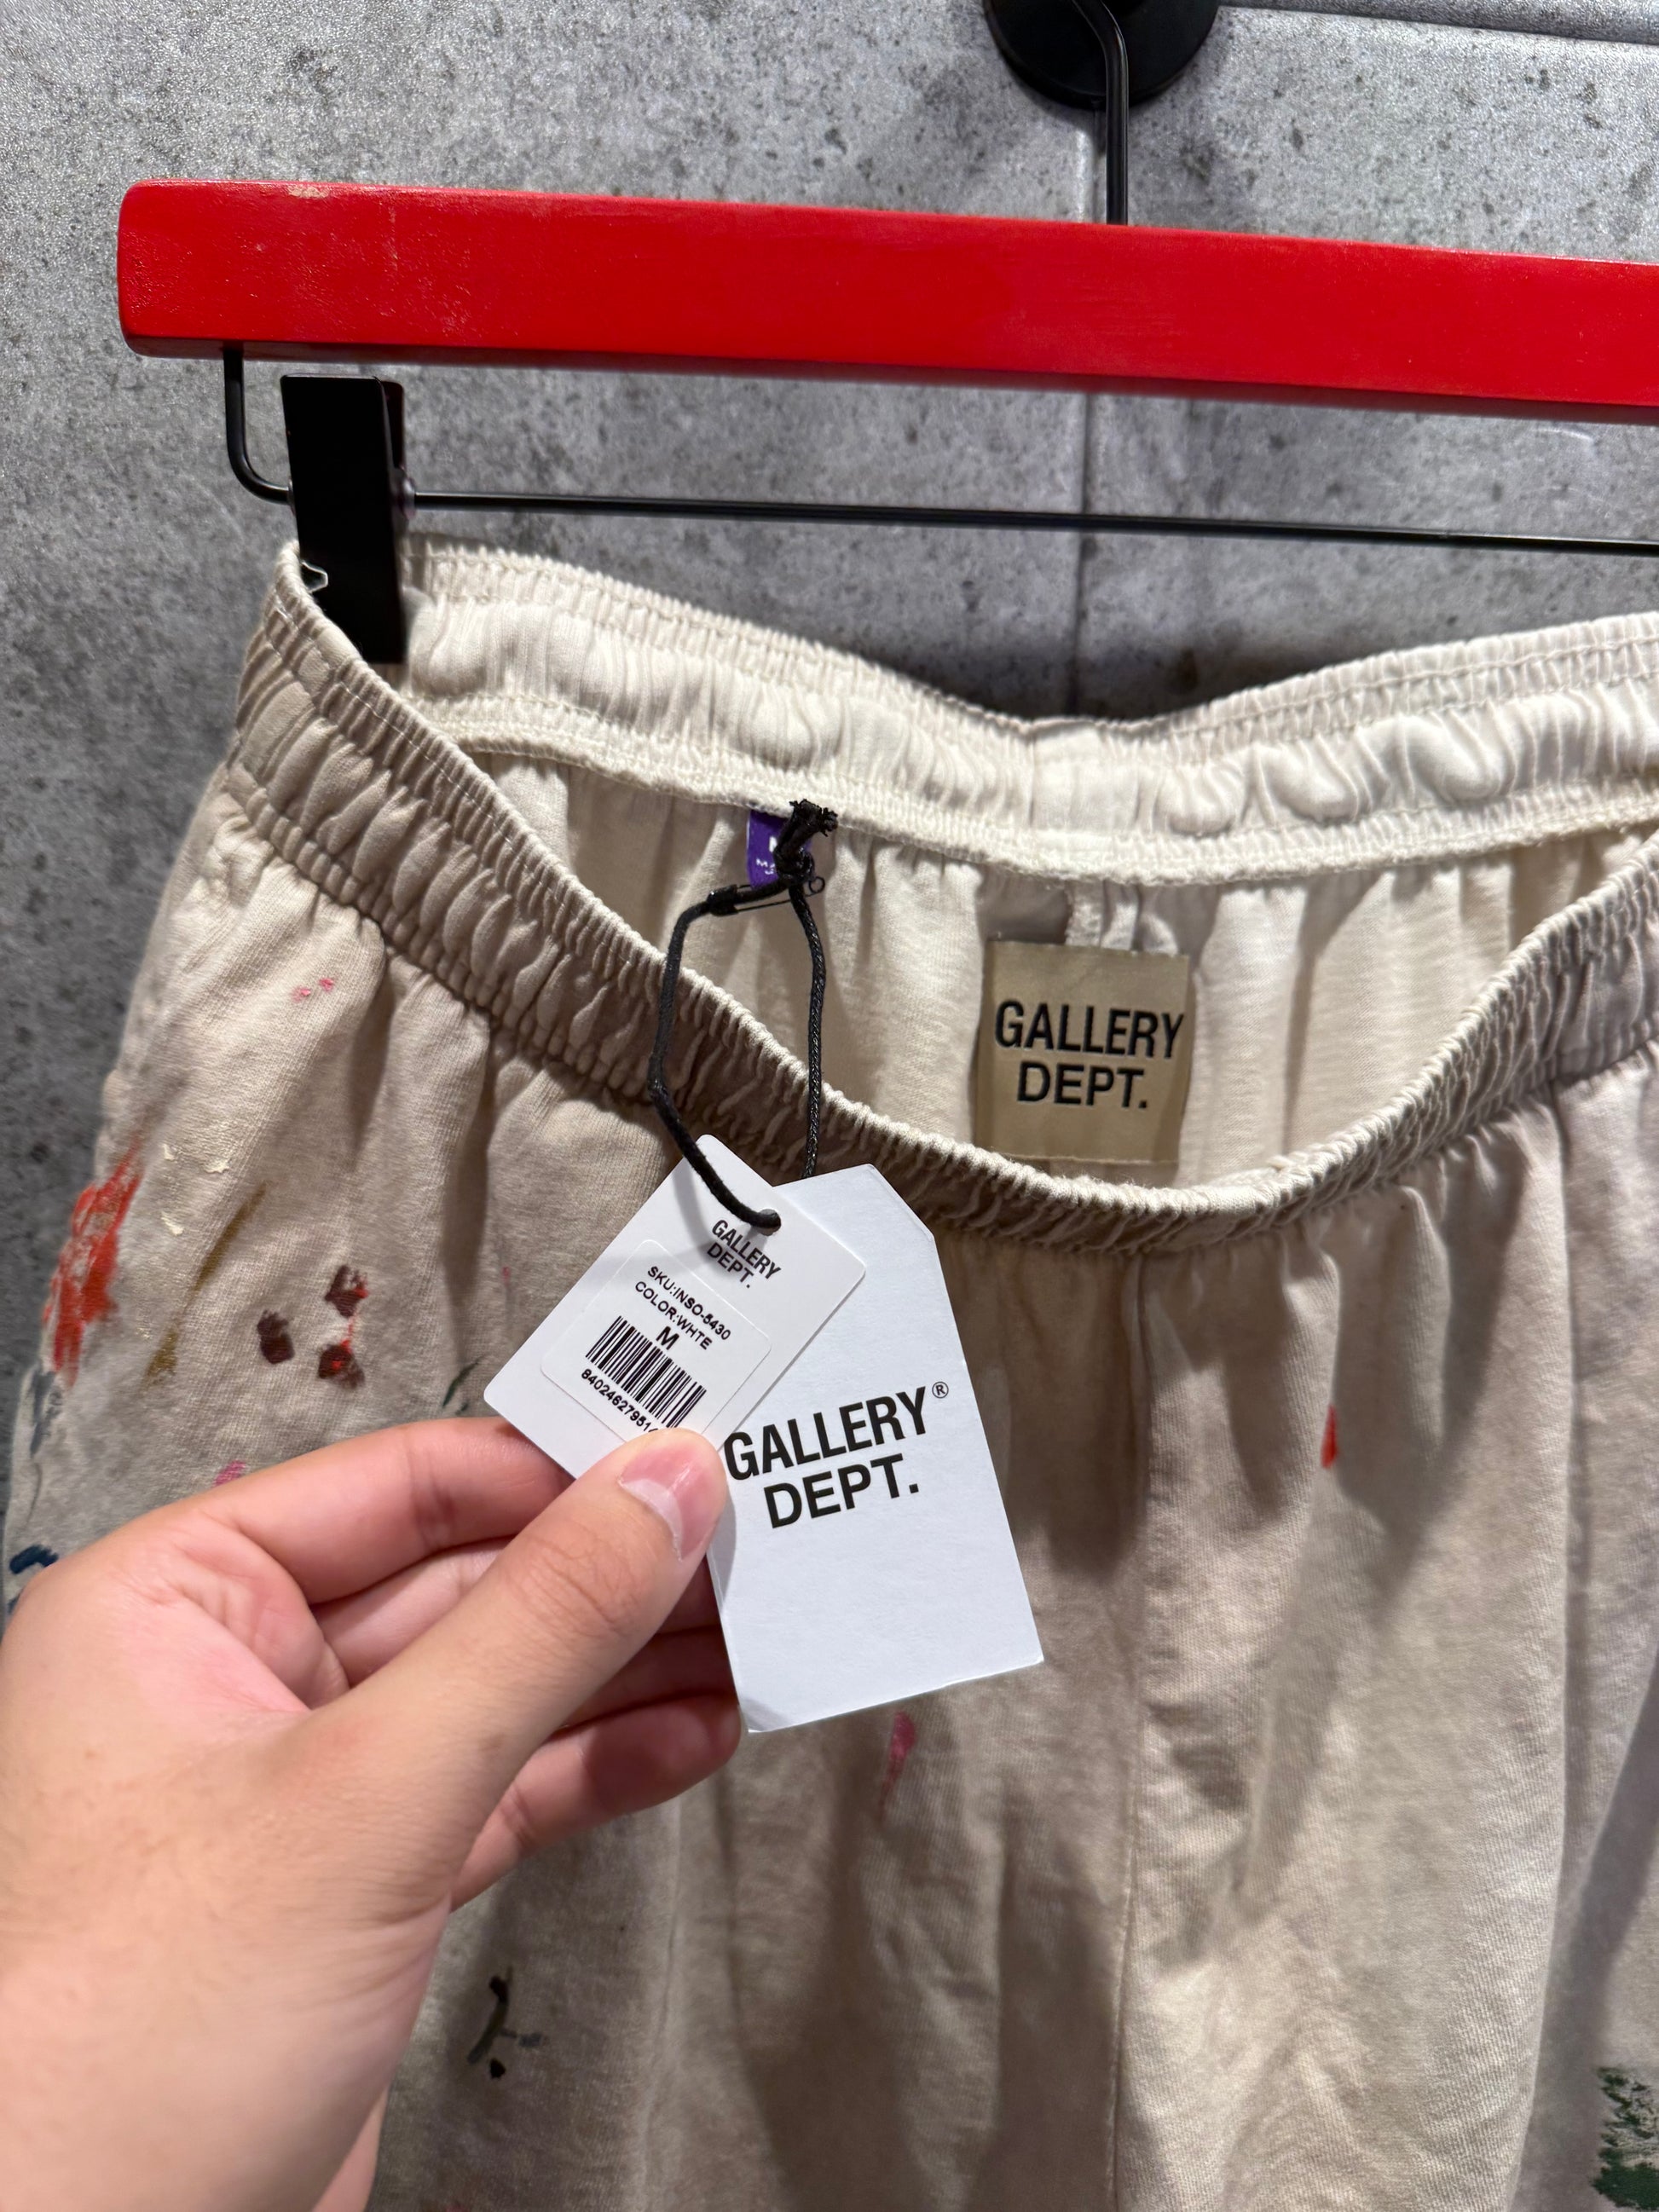 GALLERY
DEPT.
GALLERY
DEPT.
SKU:INSO-5430
COLOR:WHTE
M
GALLERY®
DEPT.